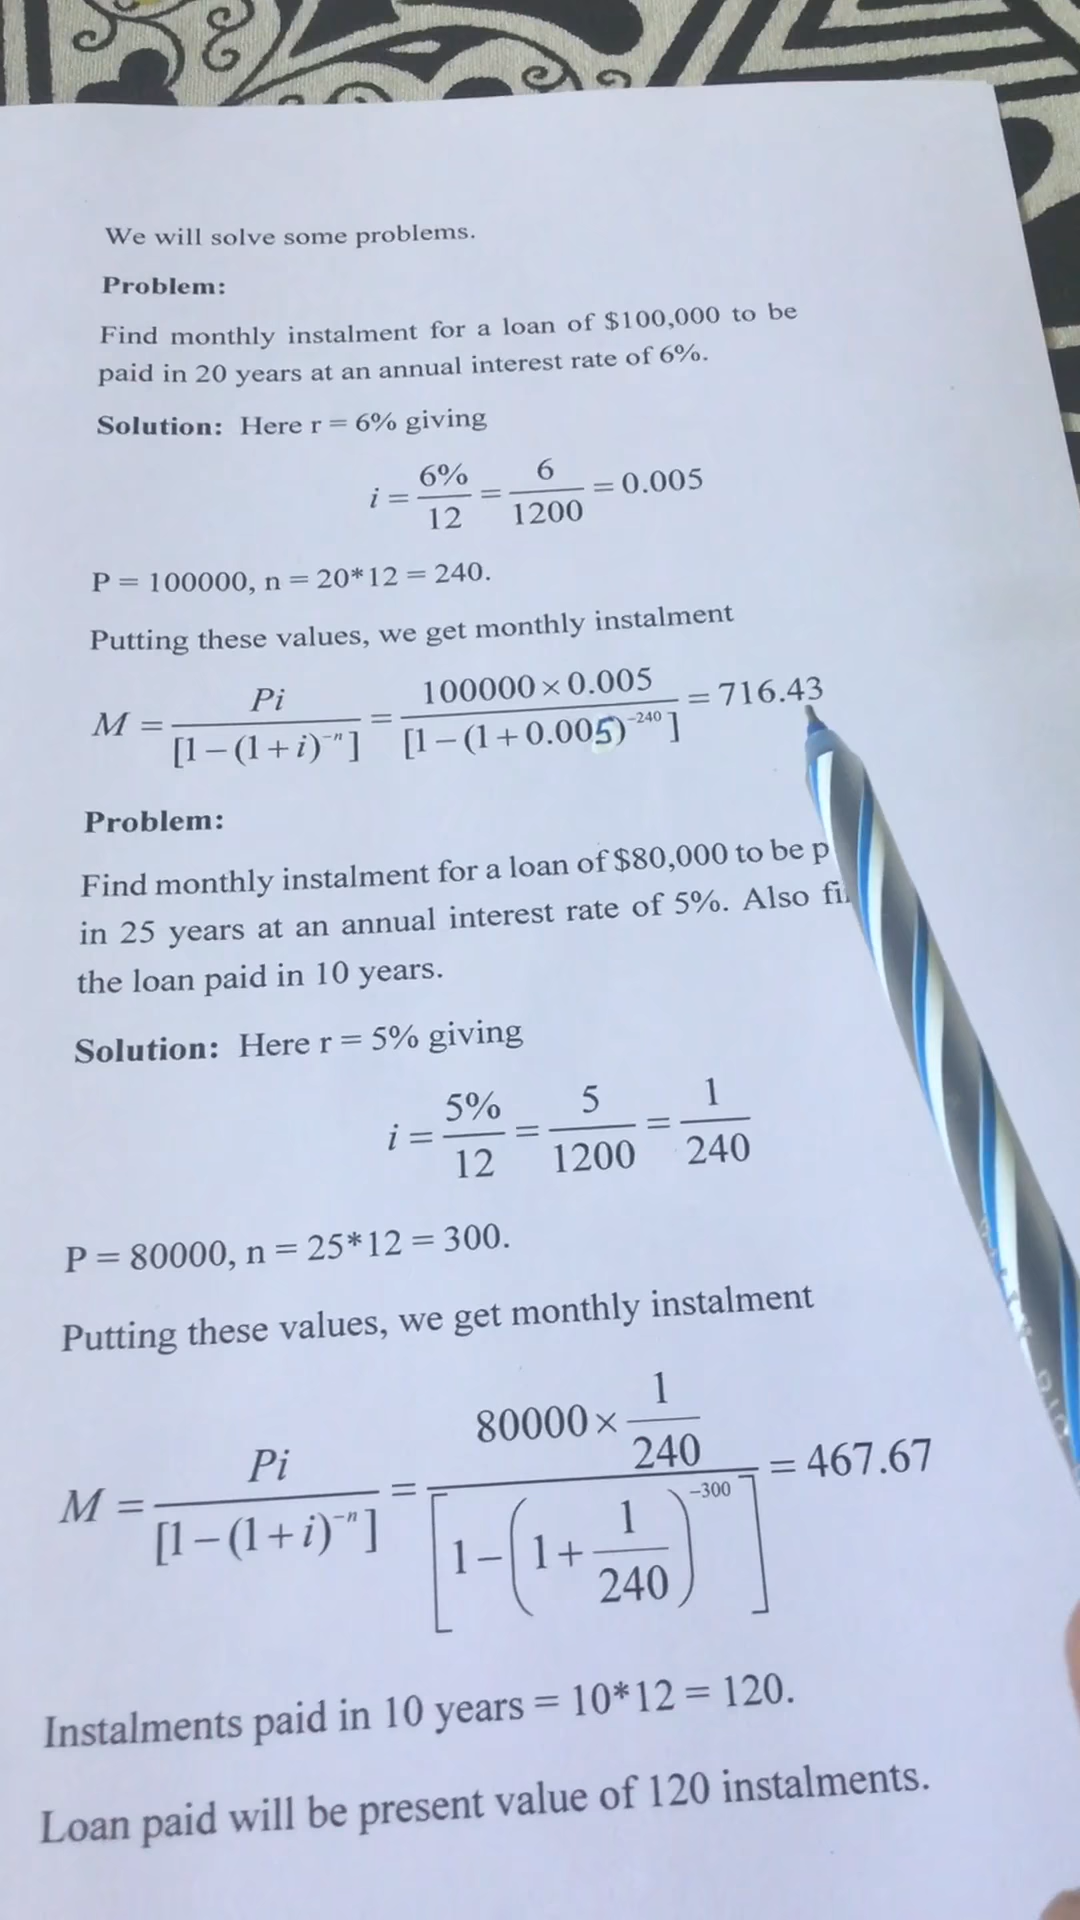 We will solve some problems.
Problem:
Find monthly instalment for a loan of $100,000 to be
paid in 20 years at an annual interest rate of 6%.
Solution: Here r = 6% giving
i = 6%/12 = 6/1200 = 0.005
P = 100000, n = 20*12 = 240.
Putting these values, we get monthly instalment
M = Pi/[1−(1+i)⁻ⁿ] = 100000×0.005/[1−(1+0.005)⁻²⁴⁰] = 716.43
Problem:
Find monthly instalment for a loan of $80,000 to be p
in 25 years at an annual interest rate of 5%. Also fi
the loan paid in 10 years.
Solution: Here r = 5% giving
i = 5%/12 = 5/1200 = 1/240
P = 80000, n = 25*12 = 300.
Putting these values, we get monthly instalment
M = Pi/[1−(1+i)⁻ⁿ] = 80000×1/240/[1−(1+1/240)⁻³⁰⁰] = 467.67
Instalments paid in 10 years = 10*12 = 120.
Loan paid will be present value of 120 instalments.